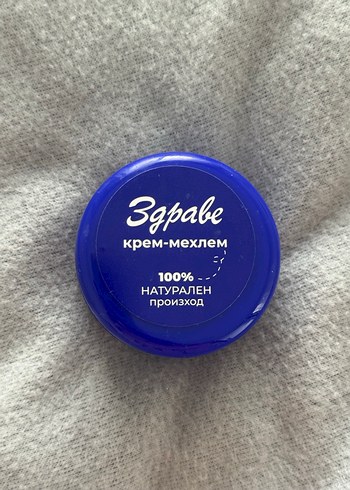 Здраве
крем-мехлем
100%
НАТУРАЛЕН
произход